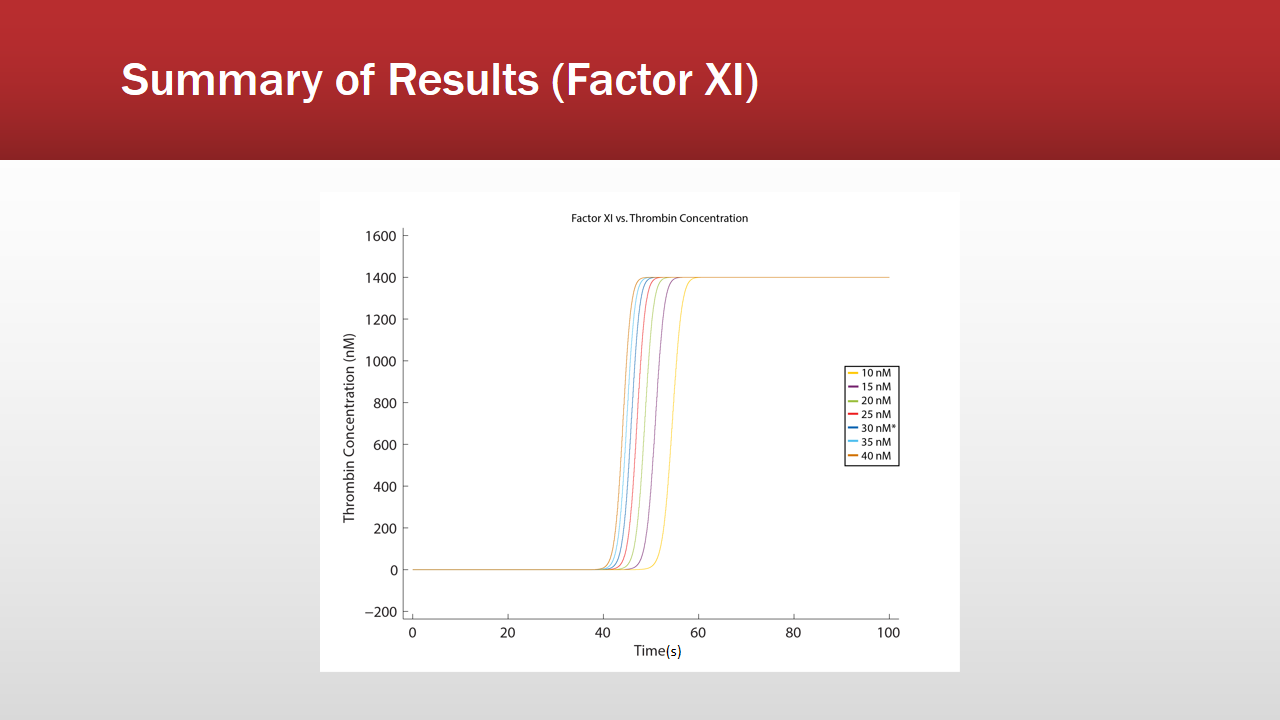 Summary of Results (Factor XI)
Factor XI vs. Thrombin Concentration
1600
1400
1200
1000
800
600
400
200
0
−200
Thrombin Concentration (nM)
0 20 40 60 80 100
Time(s)
10 nM
15 nM
20 nM
25 nM
30 nM*
35 nM
40 nM